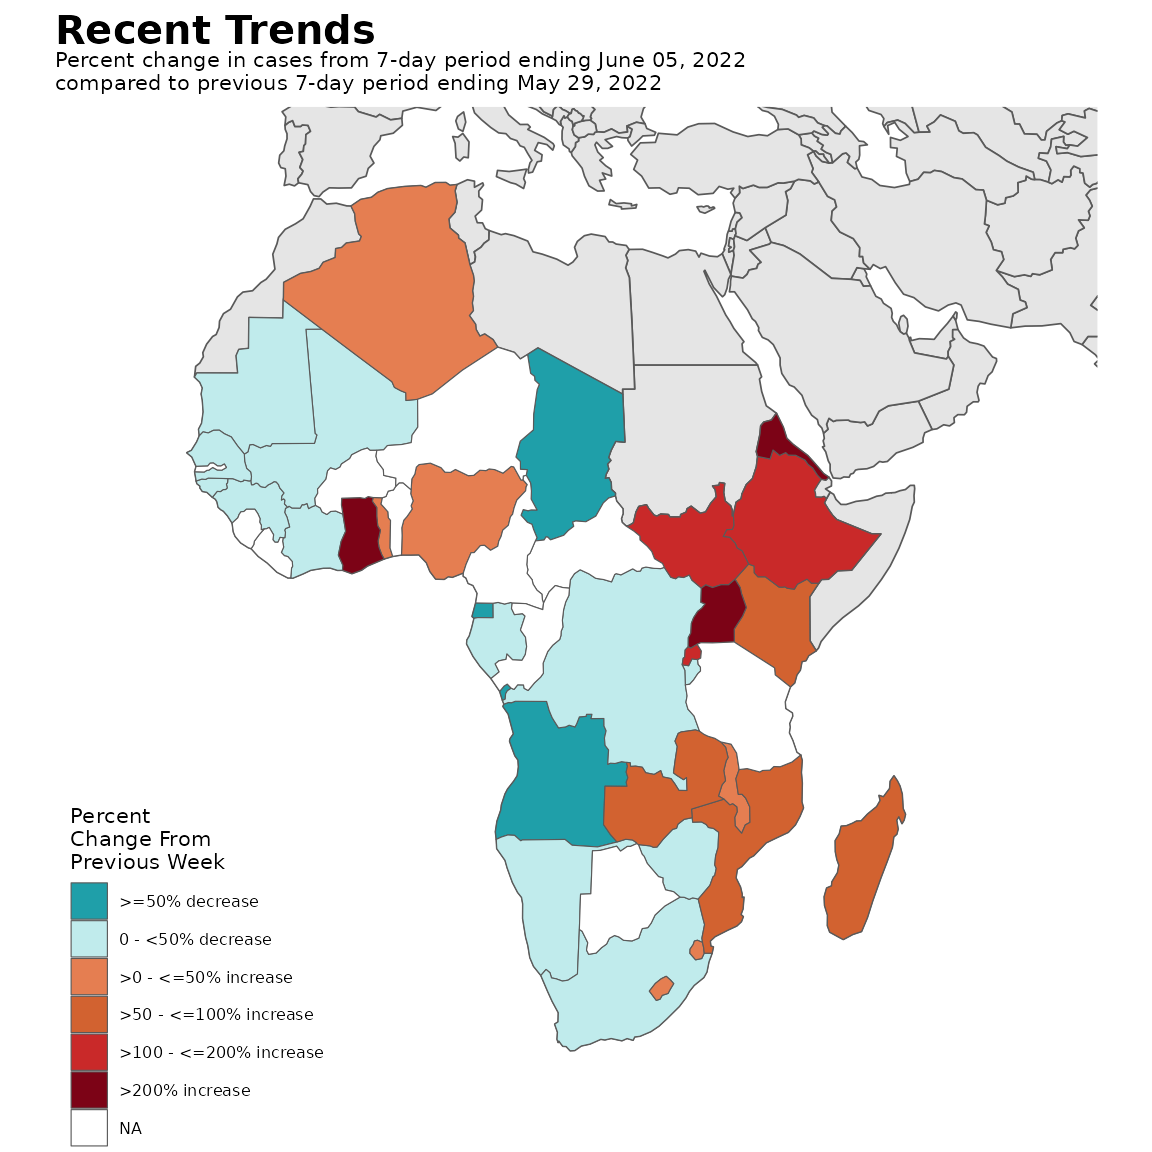 Recent Trends
Percent change in cases from 7-day period ending June 05, 2022
compared to previous 7-day period ending May 29, 2022
Percent
Change From
Previous Week
>=50% decrease
0 - <50% decrease
>0 - <=50% increase
>50 - <=100% increase
>100 - <=200% increase
>200% increase
NA